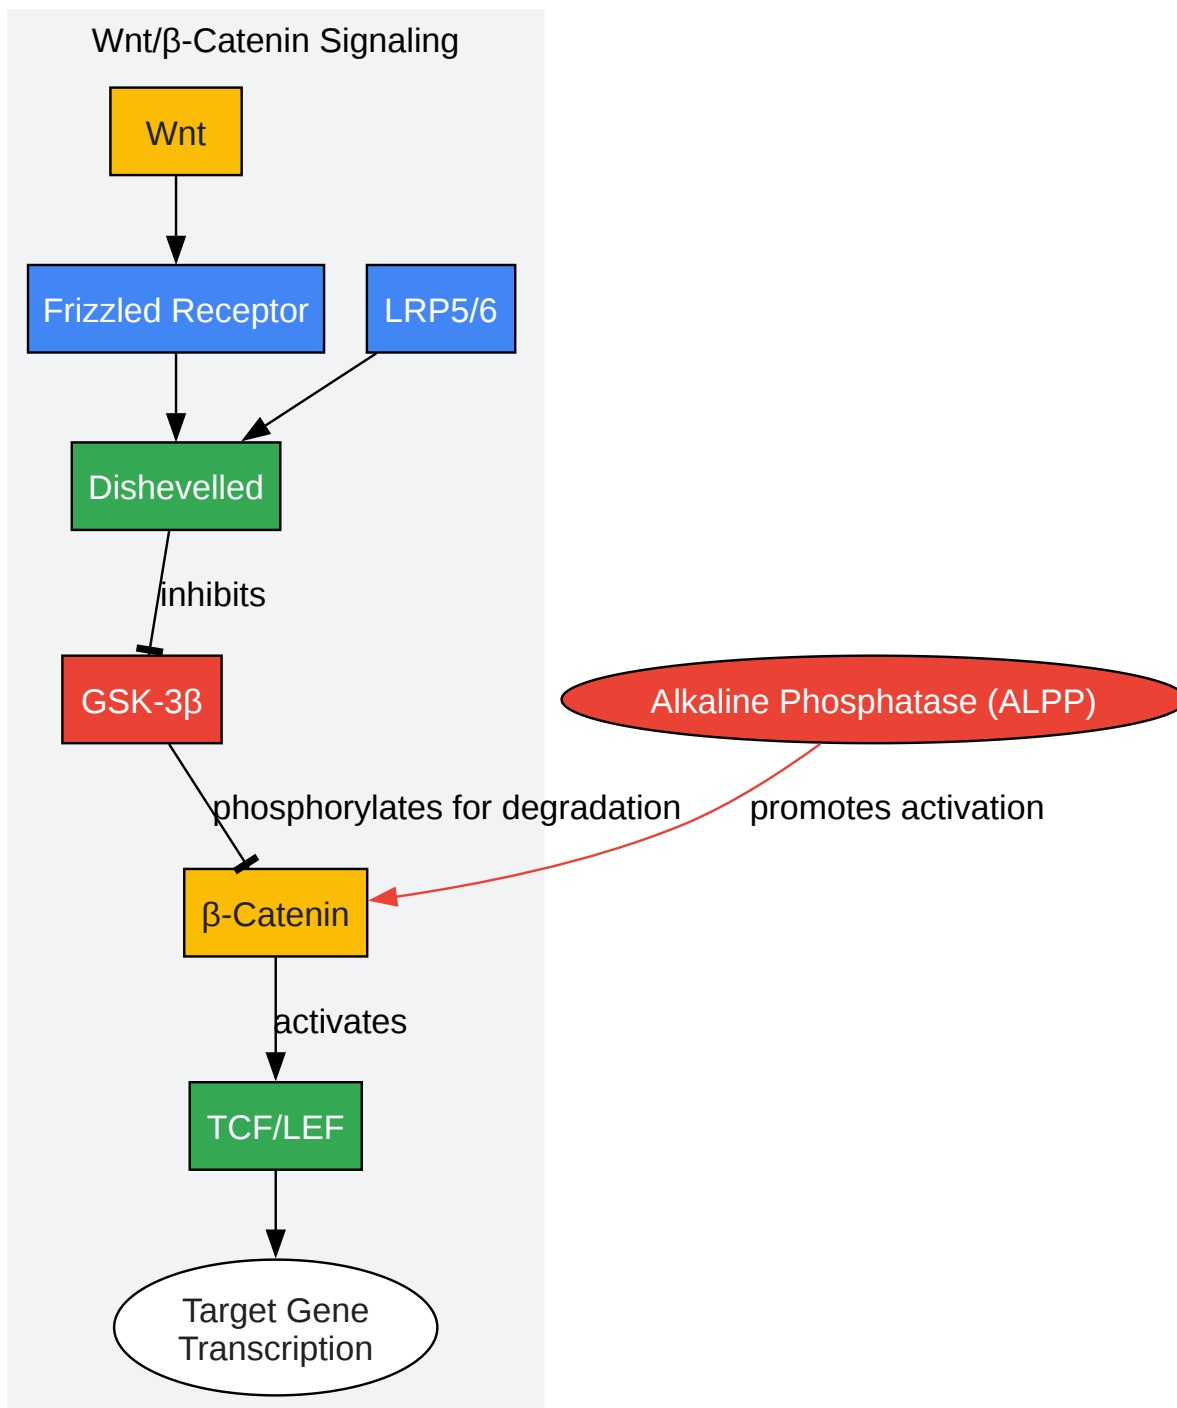 Wnt/β-Catenin Signaling
Wnt
Frizzled Receptor
LRP5/6
Dishevelled
inhibits
GSK-3β
Alkaline Phosphatase (ALPP)
phosphorylates for degradation
promotes activation
β-Catenin
activates
TCF/LEF
Target Gene
Transcription